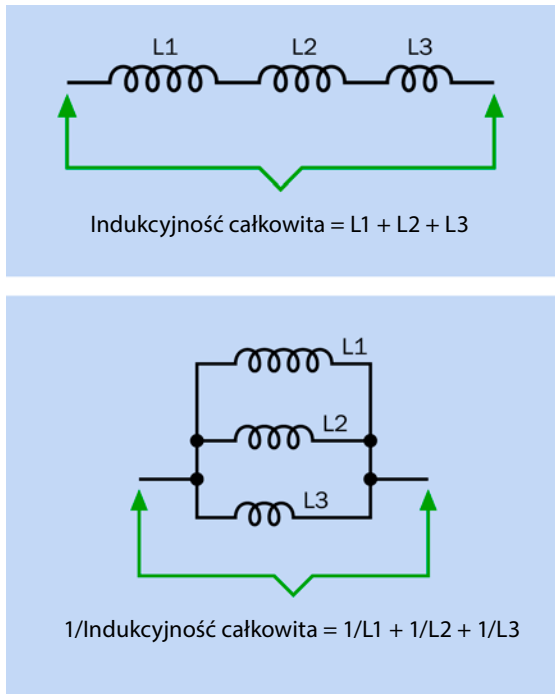 L1 L2 L3
Indukcyjność całkowita = L1 + L2 + L3
L1
L2
L3
1/Indukcyjność całkowita = 1/L1 + 1/L2 + 1/L3